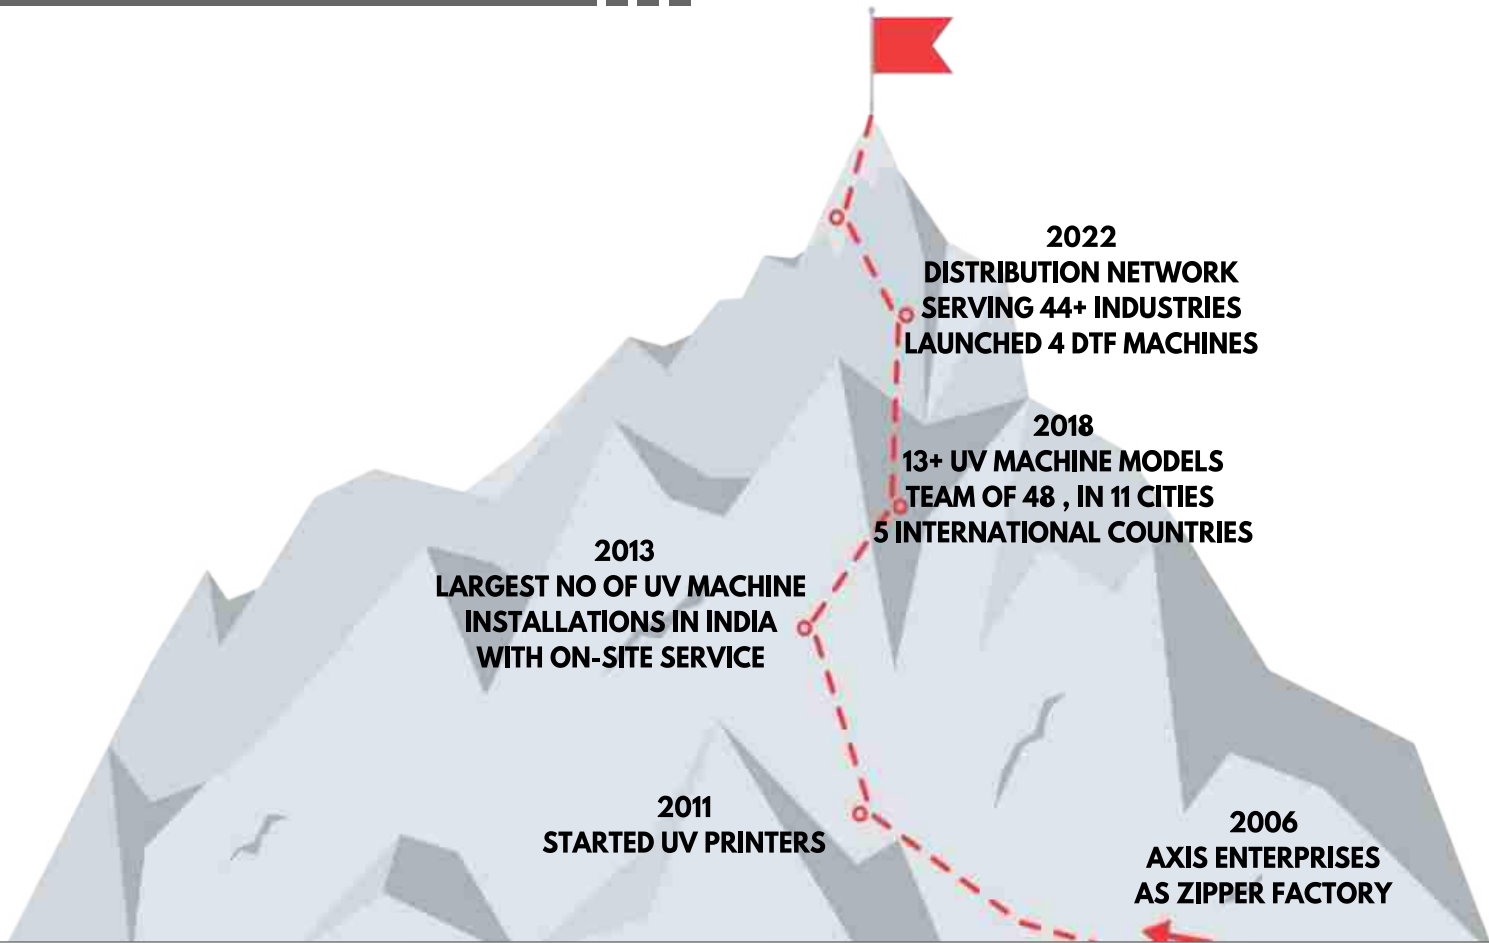 2022
DISTRIBUTION NETWORK
SERVING 44+ INDUSTRIES
LAUNCHED 4 DTF MACHINES
2018
13+ UV MACHINE MODELS
TEAM OF 48 , IN 11 CITIES
5 INTERNATIONAL COUNTRIES
2013
LARGEST NO OF UV MACHINE
INSTALLATIONS IN INDIA
WITH ON-SITE SERVICE
2011
STARTED UV PRINTERS
2006
AXIS ENTERPRISES
AS ZIPPER FACTORY